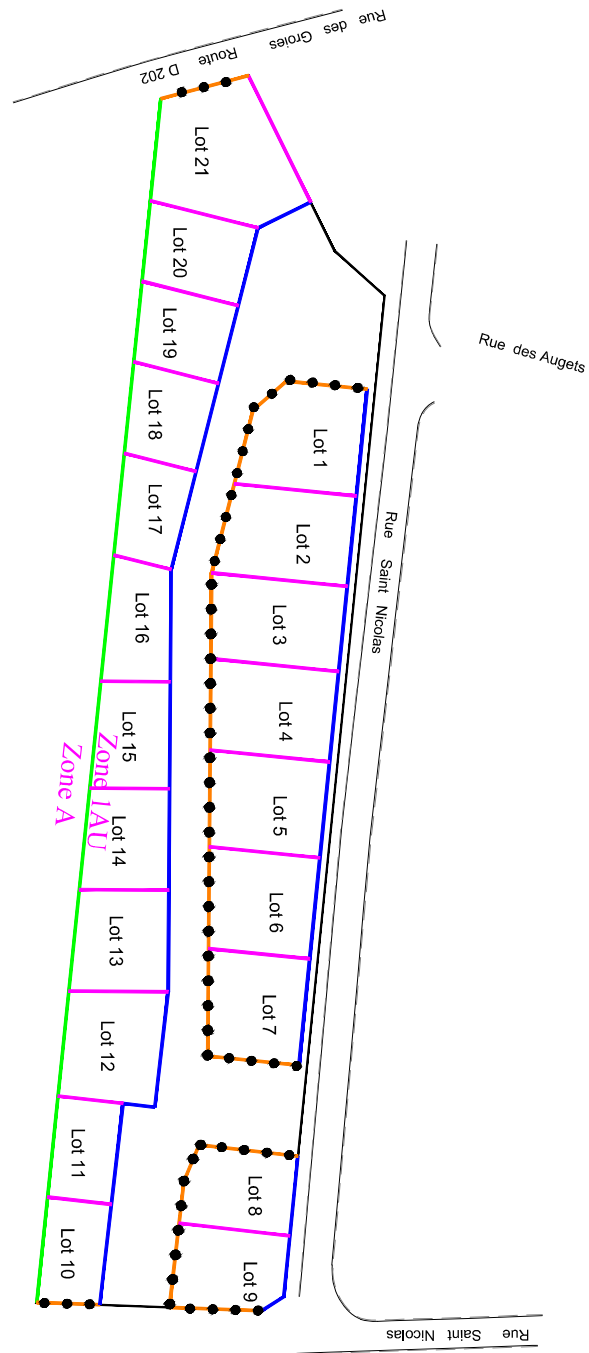 Rue des Groies
Route D 202
Lot 21
Lot 20
Lot 19
Lot 18
Lot 17
Lot 16
Lot 15
Lot 14
Lot 13
Lot 12
Lot 11
Lot 10
Zone 1AU
Zone A
Lot 1
Lot 2
Lot 3
Lot 4
Lot 5
Lot 6
Lot 7
Lot 8
Lot 9
Rue des Augets
Rue Saint Nicolas
Rue Saint Nicolas